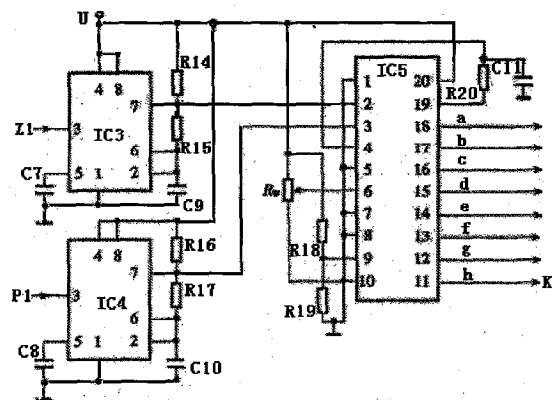 U
R14
4 8
7
Z1
3
IC3
R15
6
5 1 2
C7
C9
R16
4 8
7
P1
3
IC4
R17
6
5 1 2
C8
C10
Rw
R18
R19
IC5
1 20
2 19
3 18
4 17
5 16
6 15
7 14
8 13
9 12
10 11
R20
C11
a
b
c
d
e
f
g
h
K